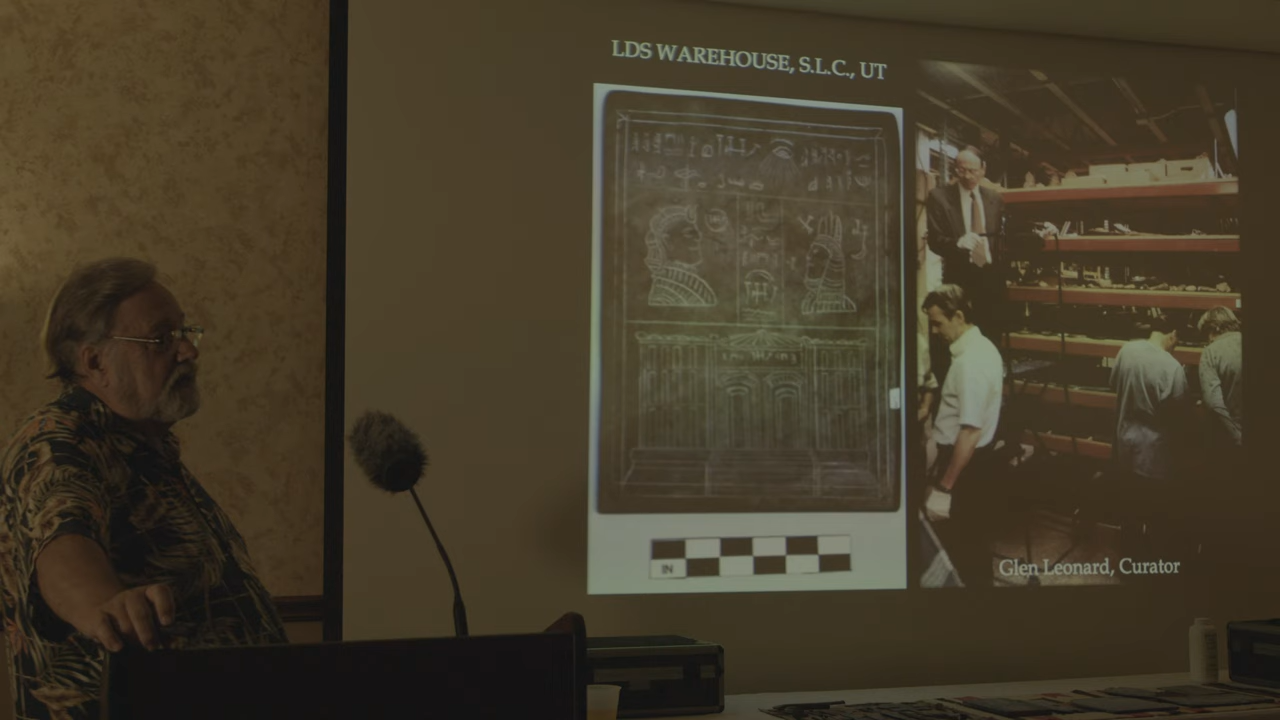 LDS WAREHOUSE, S.L.C., UT
IN
Glen Leonard, Curator